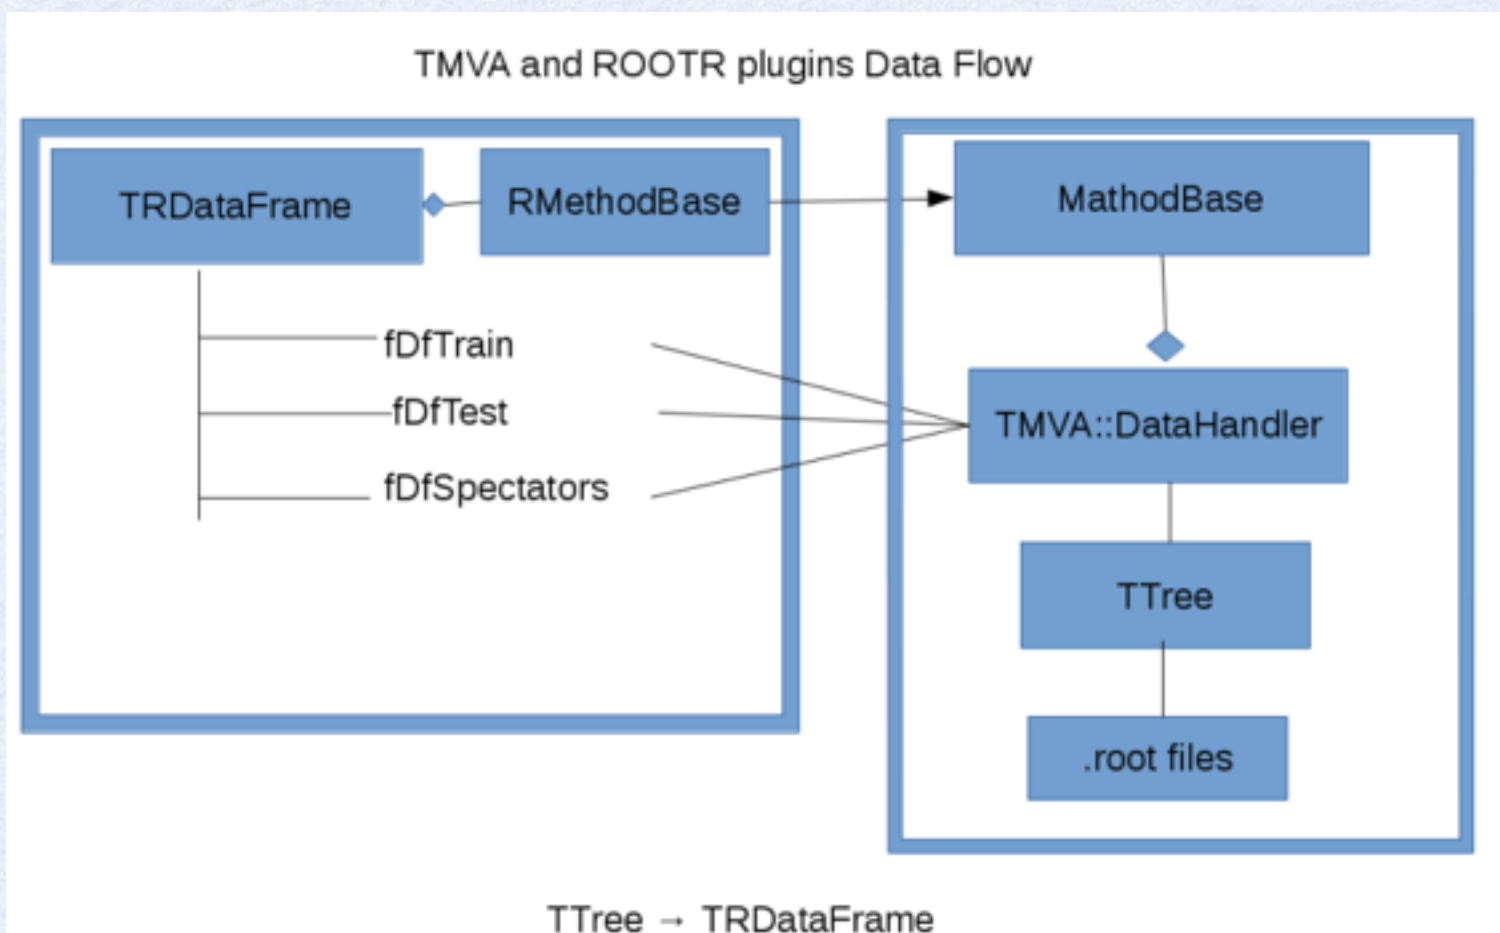 TMVA and ROOTR plugins Data Flow
TRDataFrame
RMethodBase
MathodBase
fDfTrain
fDfTest
fDfSpectators
TMVA::DataHandler
TTree
.root files
TTree → TRDataFrame